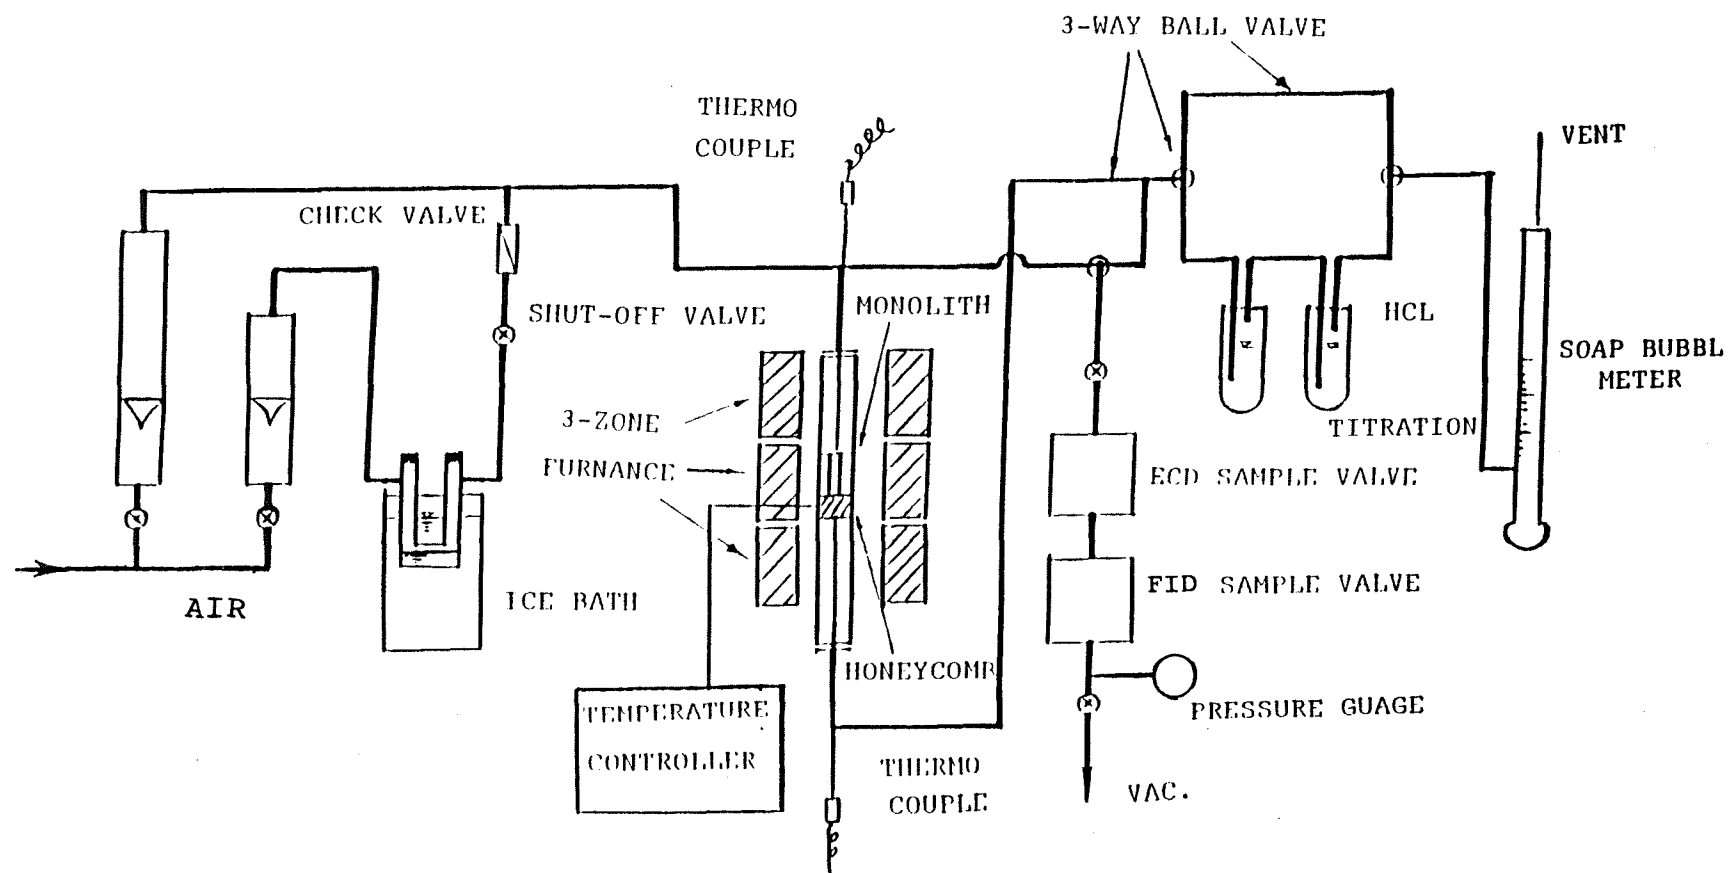 3-WAY BALL VALVE
THERMO
COUPLE
VENT
CHECK VALVE
SHUT-OFF VALVE
MONOLITH
HCL
SOAP BUBBL
METER
3-ZONE
TITRATION
FURNANCE
ECD SAMPLE VALVE
FID SAMPLE VALVE
ICE BATH
AIR
HONEYCOMB
TEMPERATURE
CONTROLLER
PRESSURE GUAGE
THERMO
COUPLE
VAC.